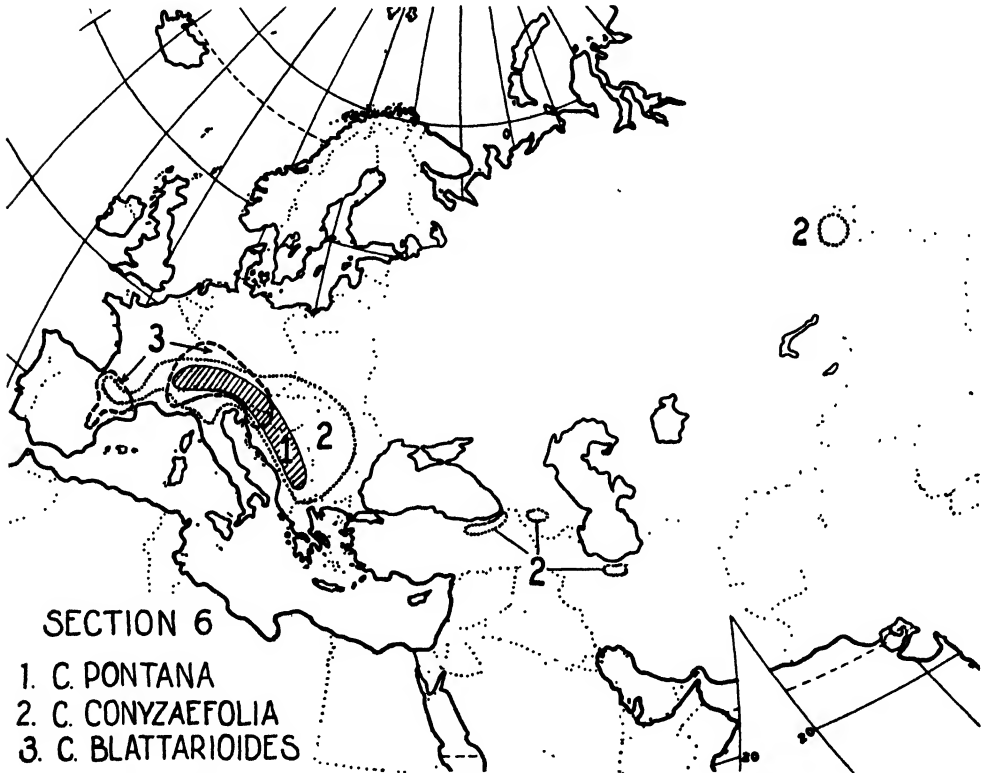 2
3
1
2
2
SECTION 6
1. C. PONTANA
2. C. CONYZAEFOLIA
3. C. BLATTARIOIDES
20
20